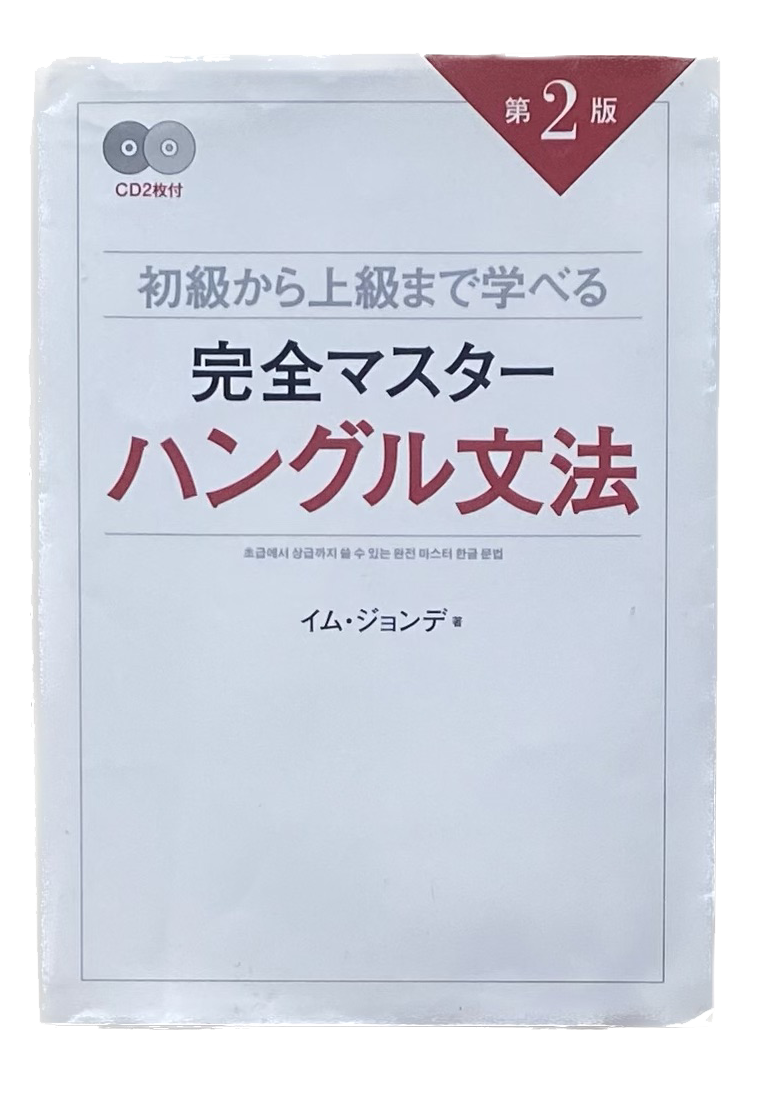 第2版
CD2枚付
初級から上級まで学べる
完全マスター
ハングル文法
초급에서 상급까지 쓸 수 있는 완전 마스터 한글 문법
イム・ジョンデ 著